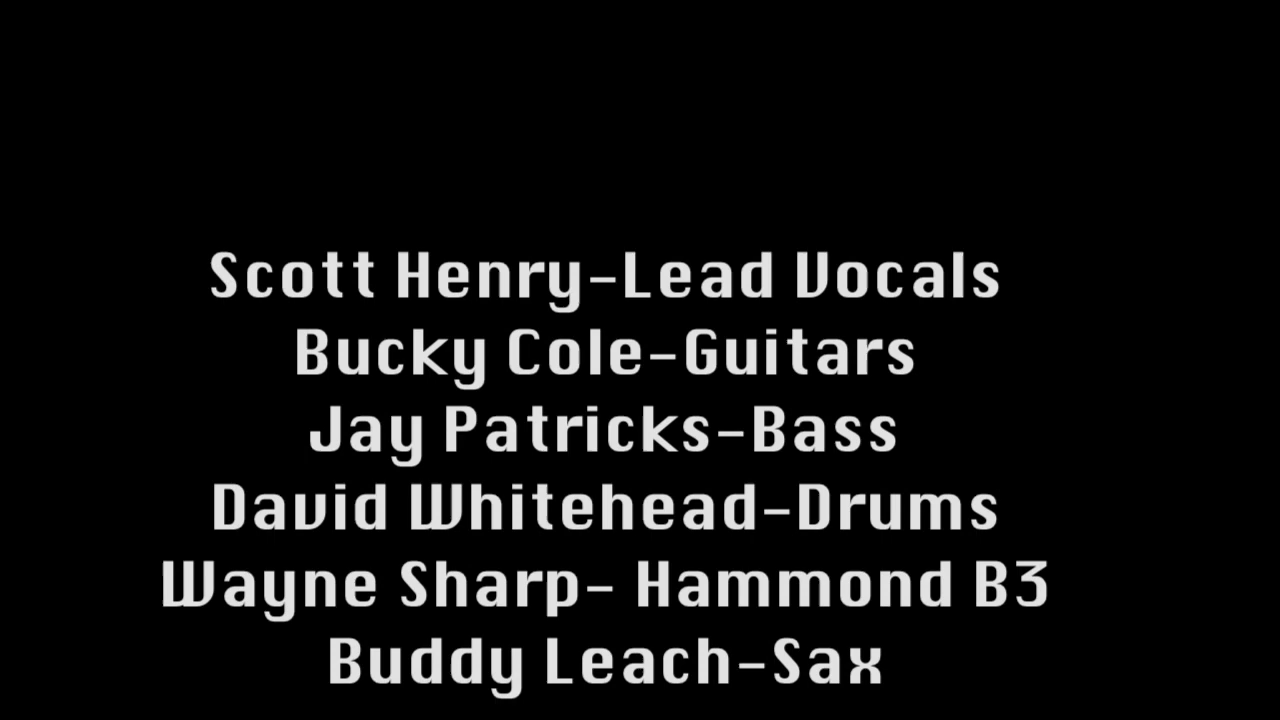 Scott Henry-Lead Vocals
Bucky Cole-Guitars
Jay Patricks-Bass
David Whitehead-Drums
Wayne Sharp- Hammond B3
Buddy Leach-Sax